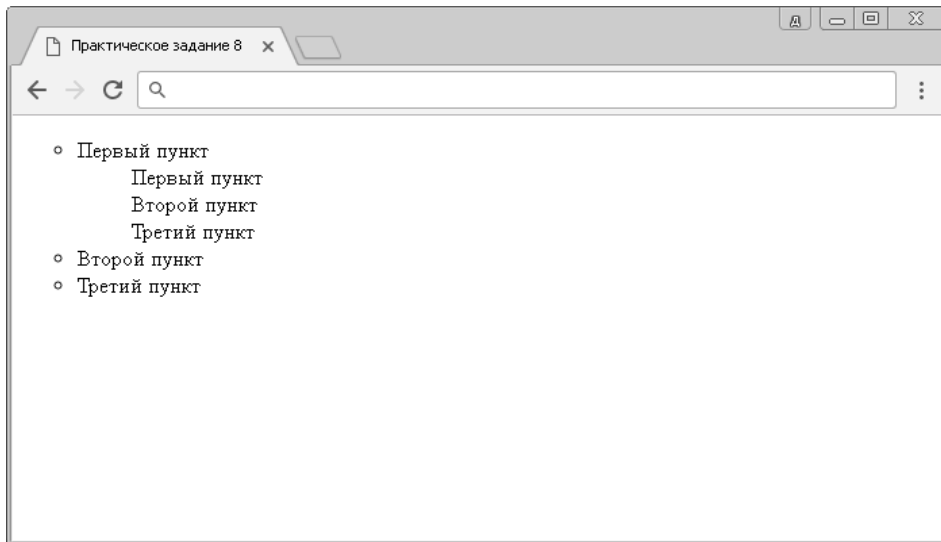 д
Практическое задание 8
Первый пункт
Первый пункт
Второй пункт
Третий пункт
Второй пункт
Третий пункт